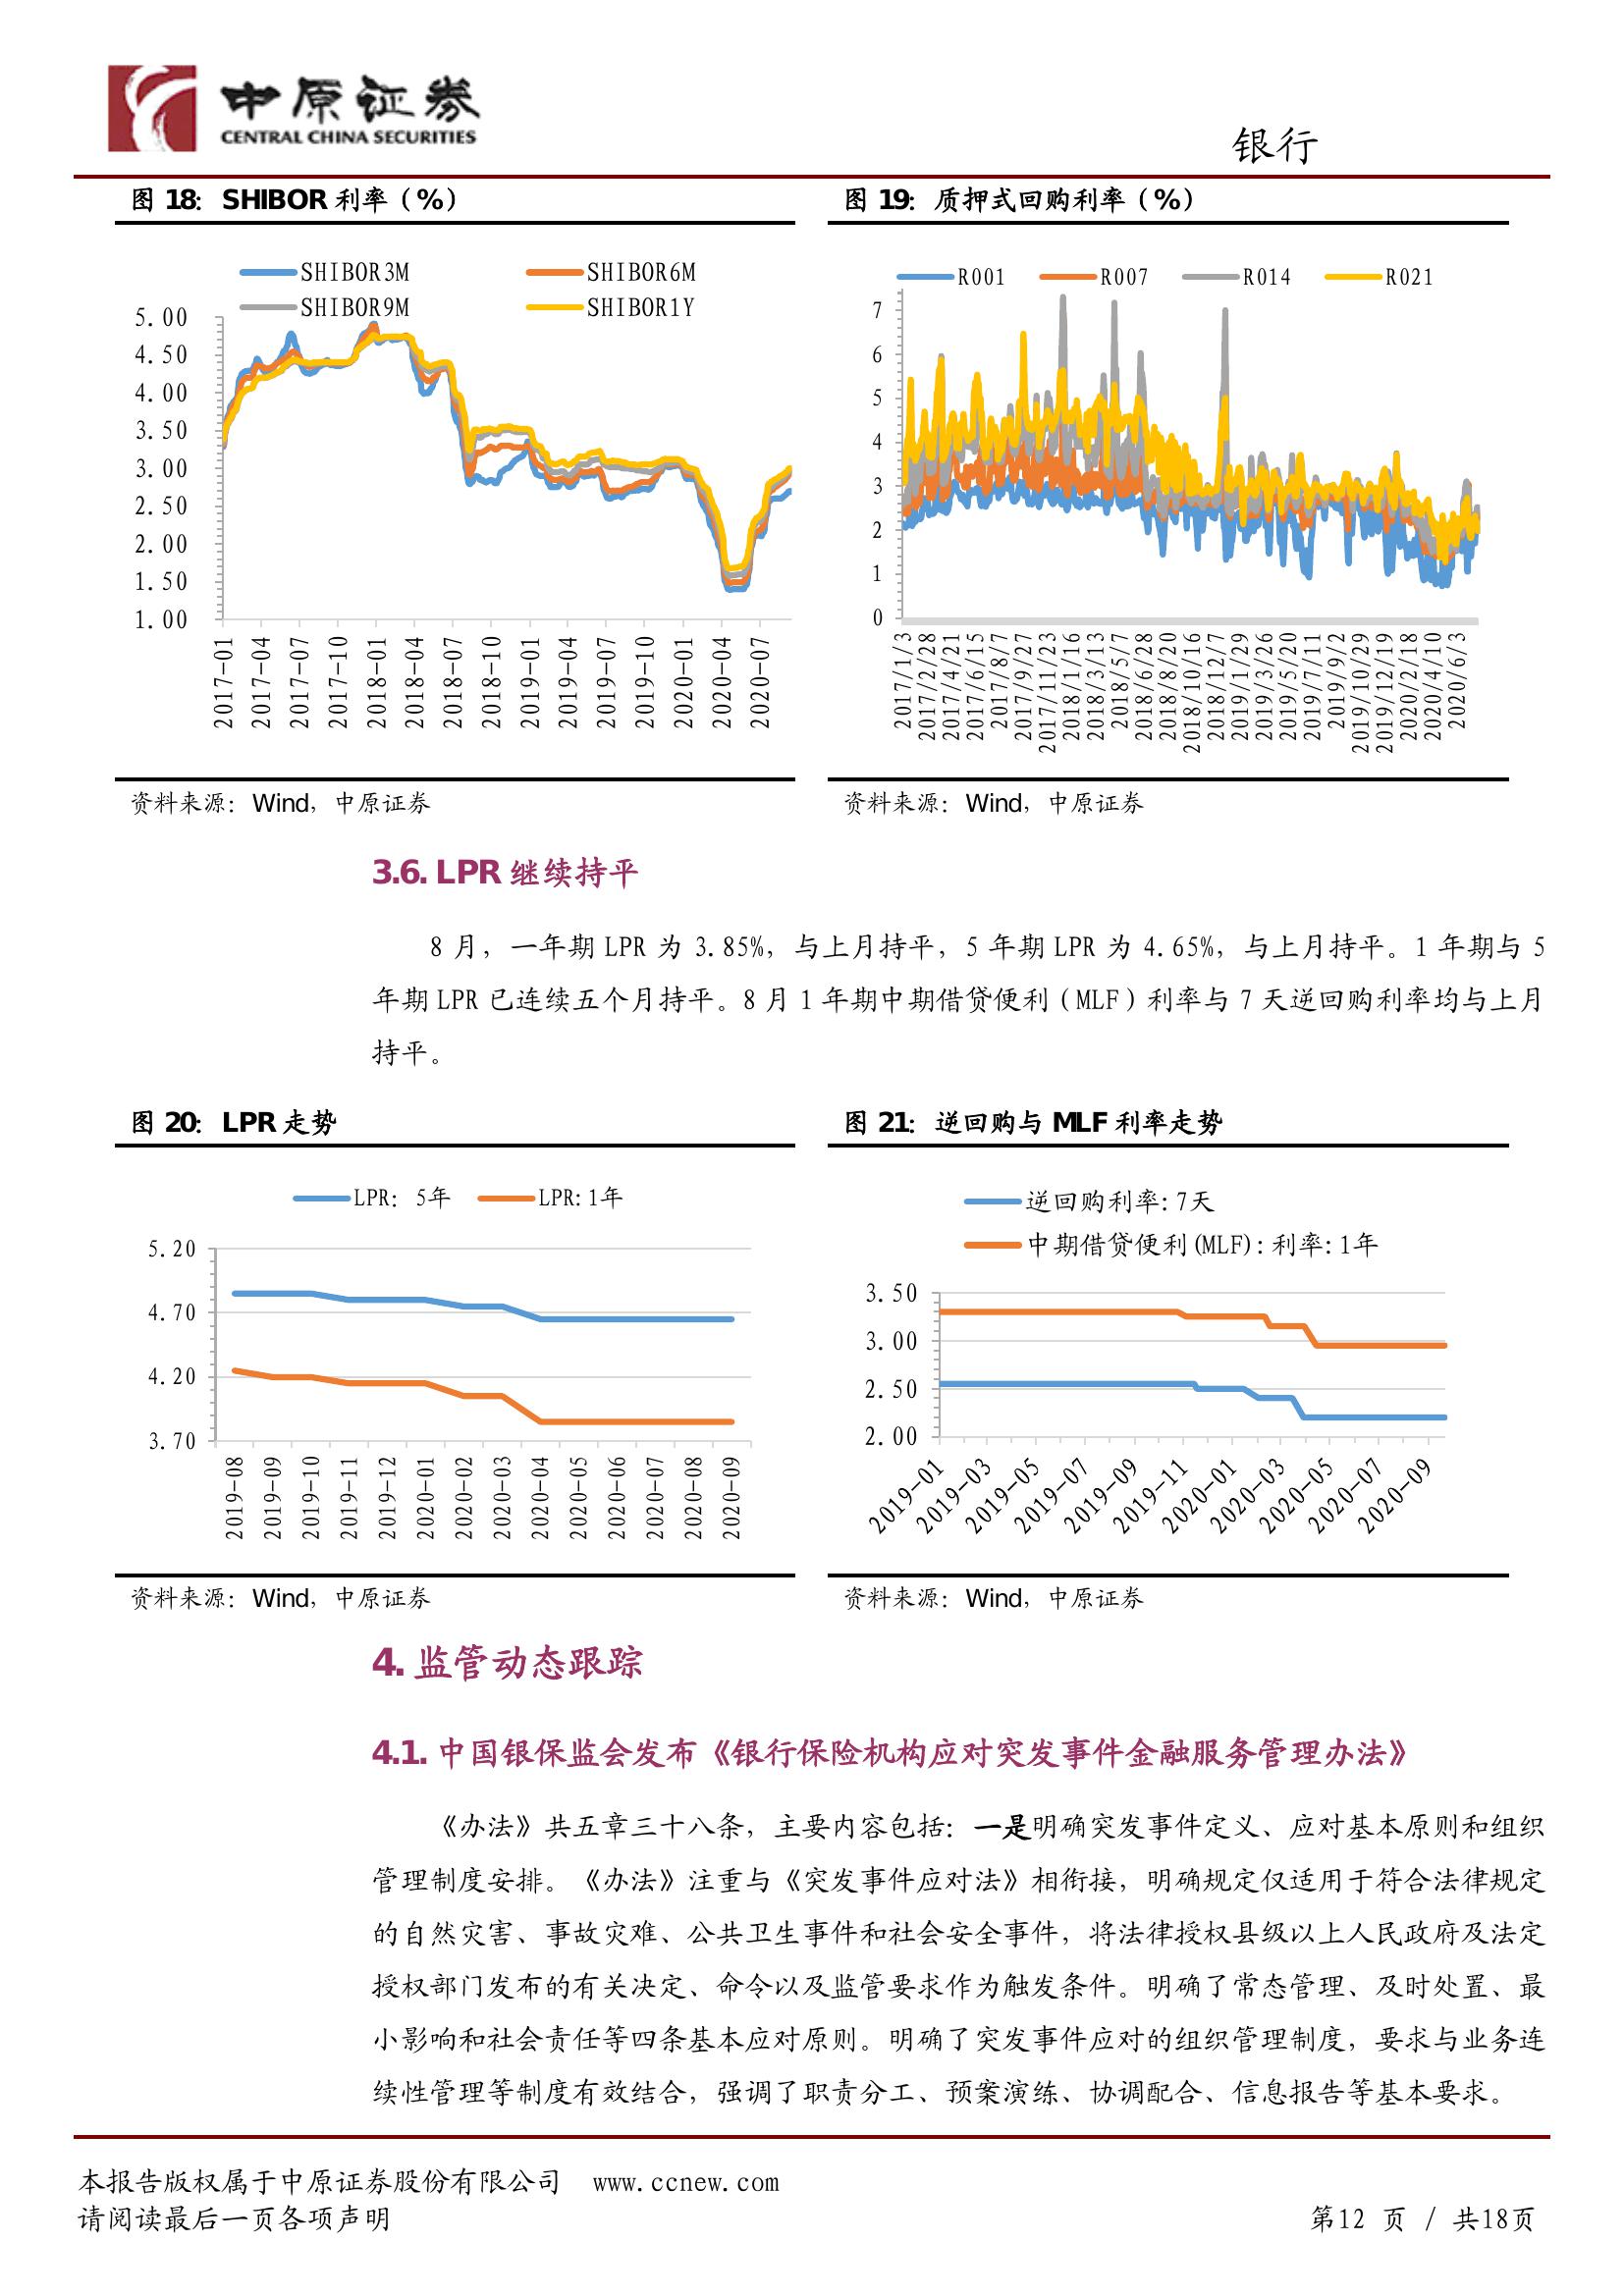 中原证券
CENTRAL CHINA SECURITIES
银行
图 18： SHIBOR 利率（%）
SHIBOR3M SHIBOR6M
SHIBOR9M SHIBOR1Y
5.00
4.50
4.00
3.50
3.00
2.50
2.00
1.50
1.00
2017-01 2017-04 2017-07 2017-10 2018-01 2018-04 2018-07 2018-10 2019-01 2019-04 2019-07 2019-10 2020-01 2020-04 2020-07
资料来源：Wind，中原证券
图 19： 质押式回购利率（%）
R001 R007 R014 R021
7
6
5
4
3
2
1
0
2017/1/3 2017/2/28 2017/4/21 2017/6/15 2017/8/7 2017/9/27 2017/11/23 2018/1/16 2018/3/13 2018/5/7 2018/6/28 2018/8/20 2018/10/16 2018/12/7 2019/1/29 2019/3/26 2019/5/20 2019/7/11 2019/9/2 2019/10/29 2019/12/19 2020/2/18 2020/4/10 2020/6/3
资料来源：Wind，中原证券
3.6. LPR 继续持平
8 月，一年期 LPR 为 3.85%，与上月持平，5 年期 LPR 为 4.65%，与上月持平。1 年期与 5
年期 LPR 已连续五个月持平。8 月 1 年期中期借贷便利（MLF）利率与 7 天逆回购利率均与上月
持平。
图 20： LPR 走势
LPR: 5年 LPR:1年
5.20
4.70
4.20
3.70
2019-08 2019-09 2019-10 2019-11 2019-12 2020-01 2020-02 2020-03 2020-04 2020-05 2020-06 2020-07 2020-08 2020-09
资料来源：Wind，中原证券
图 21： 逆回购与 MLF 利率走势
逆回购利率:7天
中期借贷便利(MLF):利率:1年
3.50
3.00
2.50
2.00
2019-01 2019-03 2019-05 2019-07 2019-09 2019-11 2020-01 2020-03 2020-05 2020-07 2020-09
资料来源：Wind，中原证券
4. 监管动态跟踪
4.1. 中国银保监会发布《银行保险机构应对突发事件金融服务管理办法》
《办法》共五章三十八条，主要内容包括：一是明确突发事件定义、应对基本原则和组织
管理制度安排。《办法》注重与《突发事件应对法》相衔接，明确规定仅适用于符合法律规定
的自然灾害、事故灾难、公共卫生事件和社会安全事件，将法律授权县级以上人民政府及法定
授权部门发布的有关决定、命令以及监管要求作为触发条件。明确了常态管理、及时处置、最
小影响和社会责任等四条基本应对原则。明确了突发事件应对的组织管理制度，要求与业务连
续性管理等制度有效结合，强调了职责分工、预案演练、协调配合、信息报告等基本要求。
本报告版权属于中原证券股份有限公司 www.ccnew.com
请阅读最后一页各项声明
第12 页 / 共18页